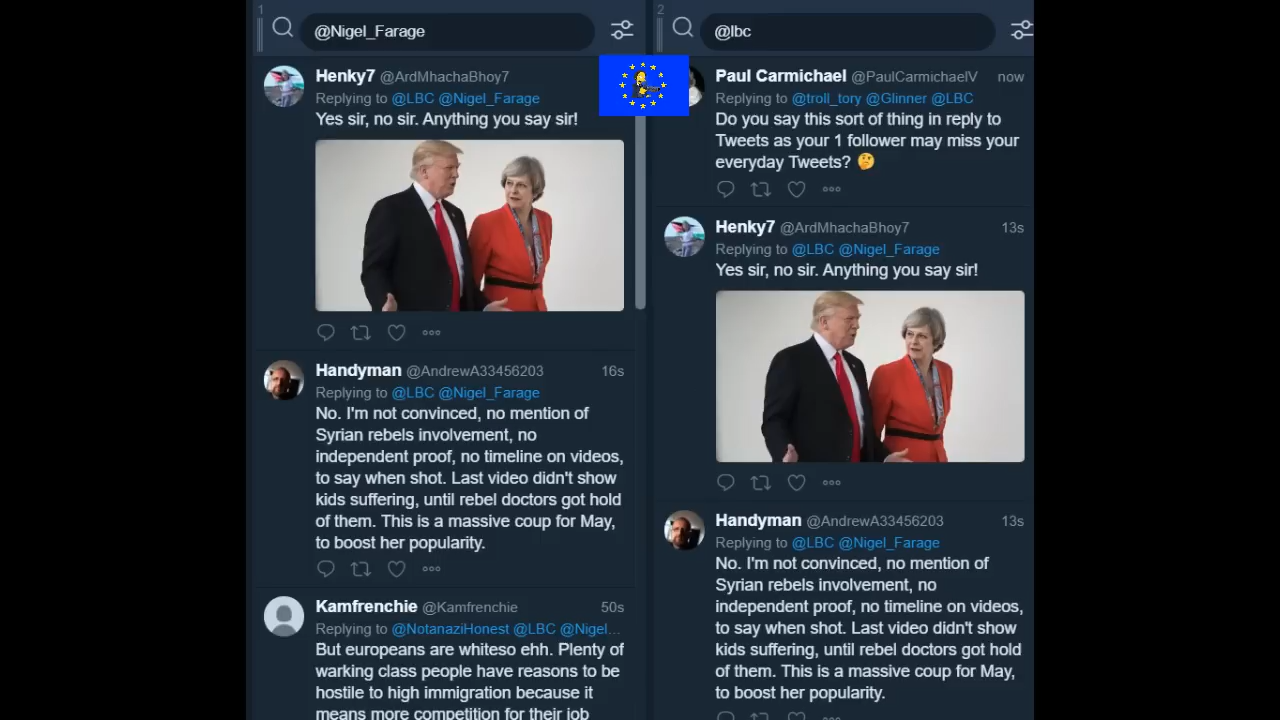 1
@Nigel_Farage
Henky7 @ArdMhachaBhoy7
Replying to @LBC @Nigel_Farage
Yes sir, no sir. Anything you say sir!
Handyman @AndrewA33456203 16s
Replying to @LBC @Nigel_Farage
No. I'm not convinced, no mention of
Syrian rebels involvement, no
independent proof, no timeline on videos,
to say when shot. Last video didn't show
kids suffering, until rebel doctors got hold
of them. This is a massive coup for May,
to boost her popularity.
Kamfrenchie @Kamfrenchie 50s
Replying to @NotanaziHonest @LBC @Nigel...
But europeans are whiteso ehh. Plenty of
warking class people have reasons to be
hostile to high immigration because it
means more competition for their job
2
@lbc
Paul Carmichael @PaulCarmichaelV now
Replying to @troll_tory @Glinner @LBC
Do you say this sort of thing in reply to
Tweets as your 1 follower may miss your
everyday Tweets? 🤔
Henky7 @ArdMhachaBhoy7 13s
Replying to @LBC @Nigel_Farage
Yes sir, no sir. Anything you say sir!
Handyman @AndrewA33456203 13s
Replying to @LBC @Nigel_Farage
No. I'm not convinced, no mention of
Syrian rebels involvement, no
independent proof, no timeline on videos,
to say when shot. Last video didn't show
kids suffering, until rebel doctors got hold
of them. This is a massive coup for May,
to boost her popularity.